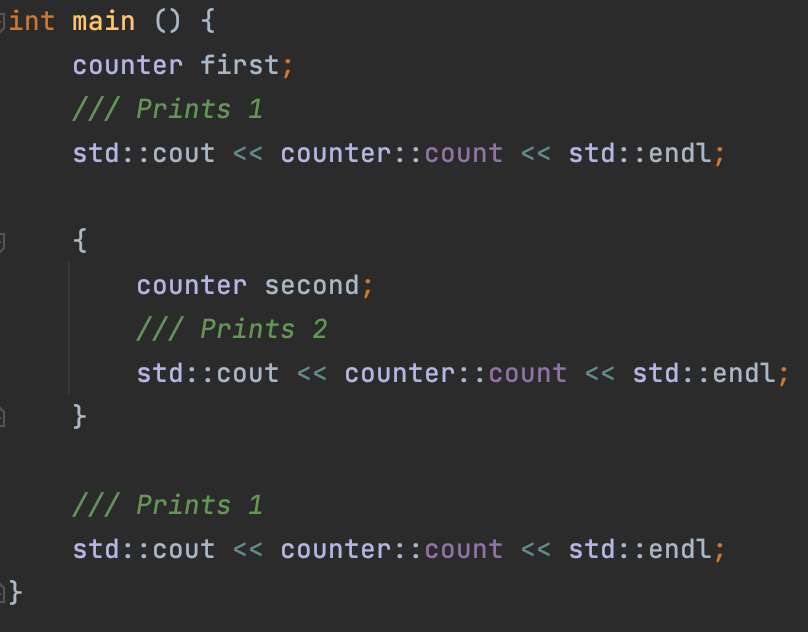 int main () {
    counter first;
    /// Prints 1
    std::cout << counter::count << std::endl;

    {
        counter second;
        /// Prints 2
        std::cout << counter::count << std::endl;
    }

    /// Prints 1
    std::cout << counter::count << std::endl;
}